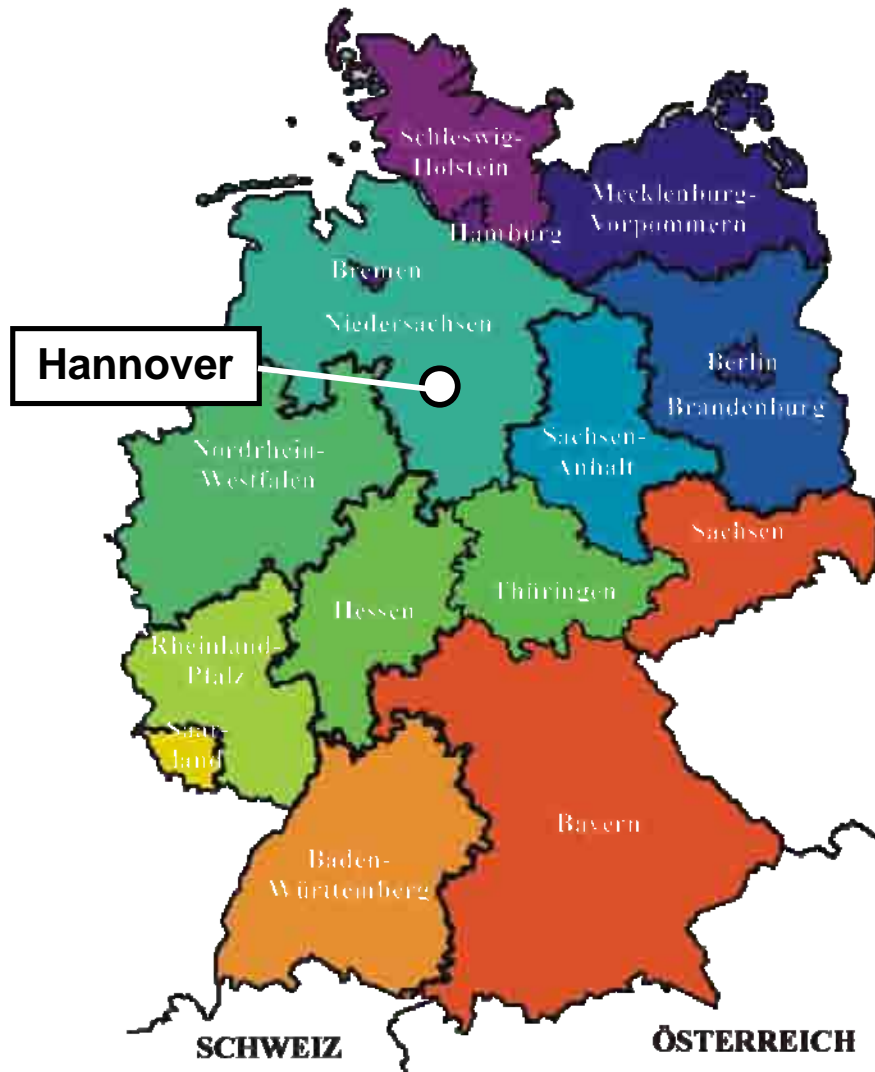 Schleswig-
Holstein
Mecklenburg-
Vorpommern
Hamburg
Bremen
Niedersachsen
Hannover
Berlin
Brandenburg
Sachsen-
Anhalt
Nordrhein-
Westfalen
Sachsen
Thüringen
Hessen
Rheinland-
Pfalz
Saar-
land
Bayern
Baden-
Württemberg
SCHWEIZ
ÖSTERREICH